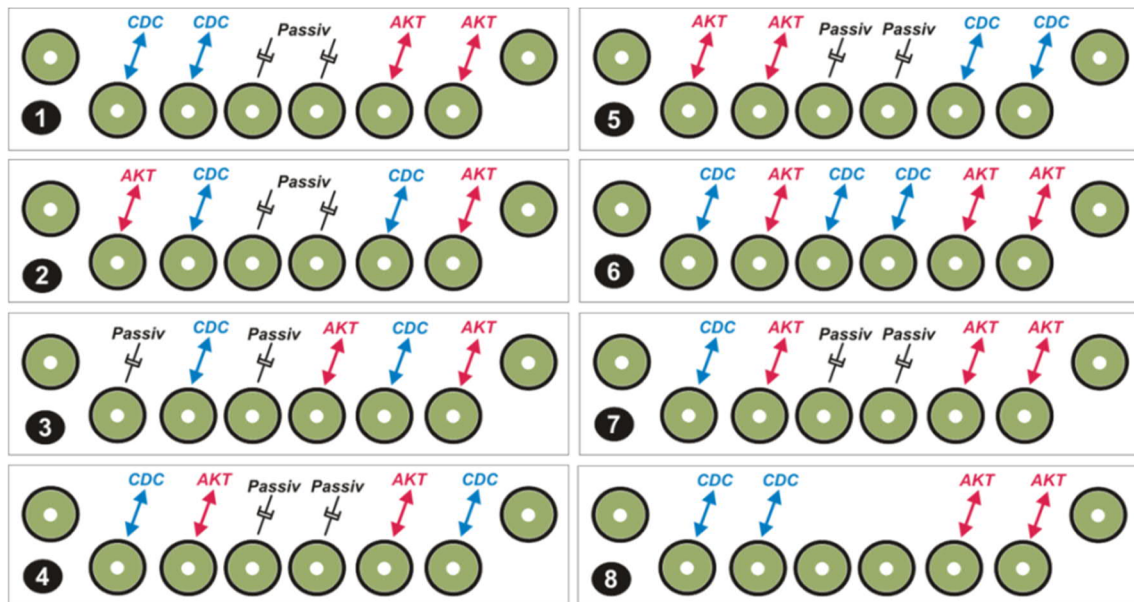 CDC CDC Passiv AKT AKT
1
AKT CDC Passiv CDC AKT
2
Passiv CDC Passiv AKT CDC AKT
3
CDC AKT Passiv Passiv AKT CDC
4
AKT AKT Passiv Passiv CDC CDC
5
CDC AKT CDC CDC AKT AKT
6
CDC AKT Passiv Passiv AKT AKT
7
CDC CDC AKT AKT
8